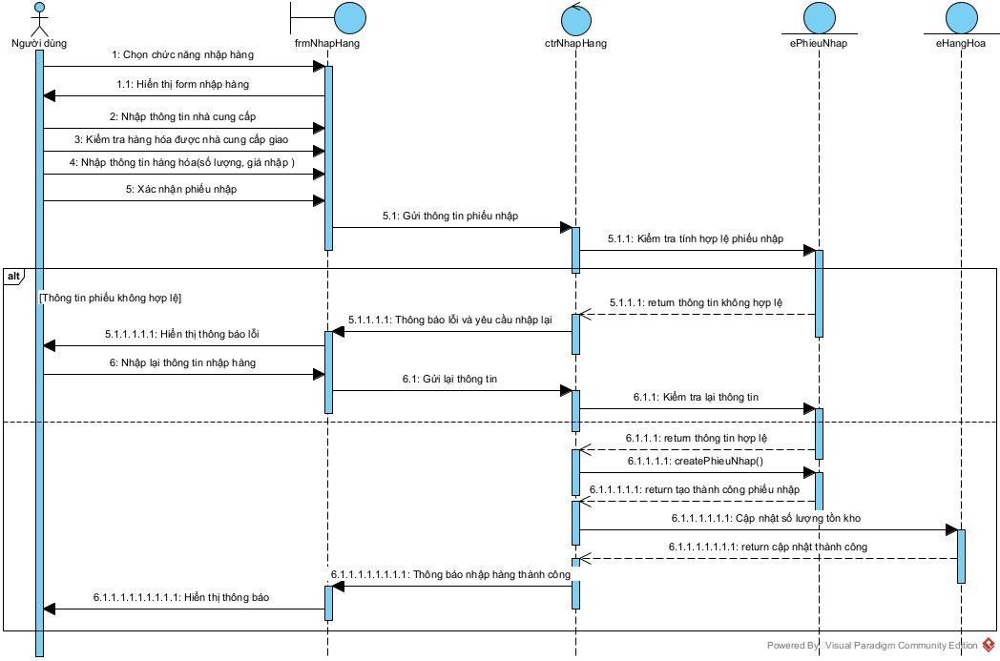 Người dùng
frmNhapHang
ctrNhapHang
ePhieuNhap
eHangHoa
1: Chọn chức năng nhập hàng
1.1: Hiển thị form nhập hàng
2: Nhập thông tin nhà cung cấp
3: Kiểm tra hàng hóa được nhà cung cấp giao
4: Nhập thông tin hàng hóa(số lượng, giá nhập )
5: Xác nhận phiếu nhập
5.1: Gửi thông tin phiếu nhập
5.1.1: Kiểm tra tính hợp lệ phiếu nhập
alt
[Thông tin phiếu không hợp lệ]
5.1.1.1: return thông tin không hợp lệ
5.1.1.1.1: Thông báo lỗi và yêu cầu nhập lại
5.1.1.1.1.1: Hiển thị thông báo lỗi
6: Nhập lại thông tin nhập hàng
6.1: Gửi lại thông tin
6.1.1: Kiểm tra lại thông tin
6.1.1.1: return thông tin hợp lệ
6.1.1.1.1: createPhieuNhap()
6.1.1.1.1.1: return tạo thành công phiếu nhập
6.1.1.1.1.1.1: Cập nhật số lượng tồn kho
6.1.1.1.1.1.1.1: return cập nhật thành công
6.1.1.1.1.1.1.1.1: Thông báo nhập hàng thành công
6.1.1.1.1.1.1.1.1.1: Hiển thị thông báo
Powered By: Visual Paradigm Community Edition